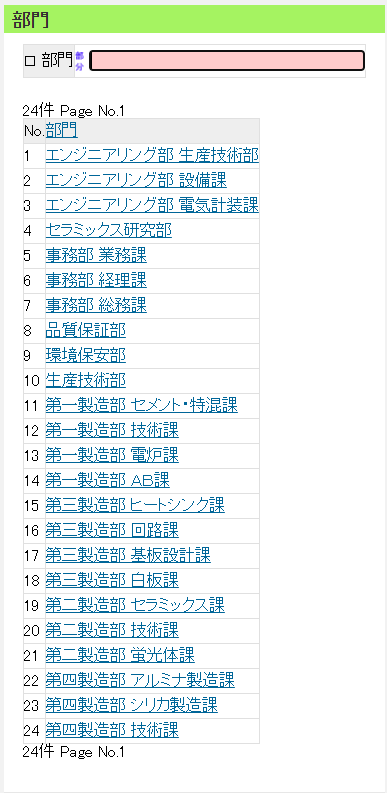 部門
□ 部門 部分
24件 Page No.1
No. 部門
1 エンジニアリング部 生産技術部
2 エンジニアリング部 設備課
3 エンジニアリング部 電気計装課
4 セラミックス研究部
5 事務部 業務課
6 事務部 経理課
7 事務部 総務課
8 品質保証部
9 環境保安部
10 生産技術部
11 第一製造部 セメント・特混課
12 第一製造部 技術課
13 第一製造部 電炉課
14 第一製造部 AB課
15 第三製造部 ヒートシンク課
16 第三製造部 回路課
17 第三製造部 基板設計課
18 第三製造部 白板課
19 第二製造部 セラミックス課
20 第二製造部 技術課
21 第二製造部 蛍光体課
22 第四製造部 アルミナ製造課
23 第四製造部 シリカ製造課
24 第四製造部 技術課
24件 Page No.1